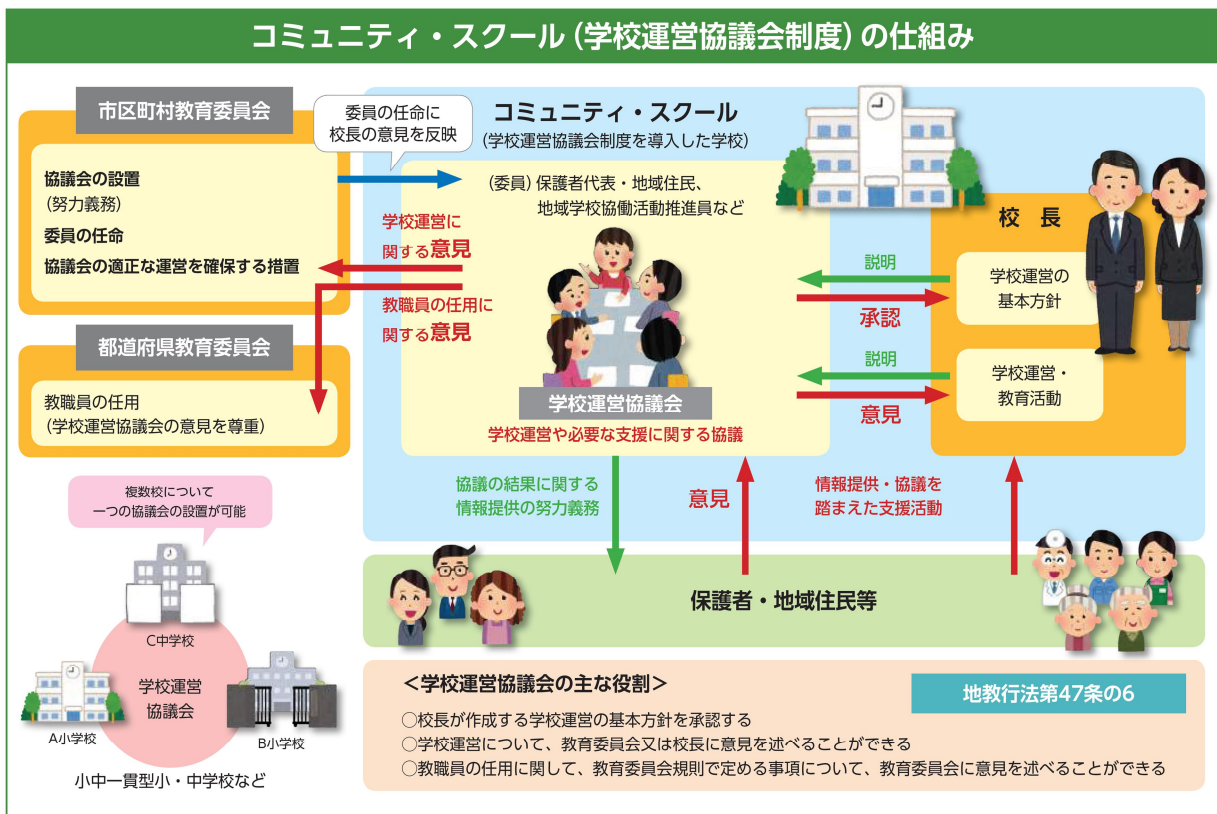 コミュニティ・スクール(学校運営協議会制度)の仕組み
市区町村教育委員会
協議会の設置
(努力義務)
委員の任命
協議会の適正な運営を確保する措置
委員の任命に
校長の意見を反映
コミュニティ・スクール
(学校運営協議会制度を導入した学校)
(委員)保護者代表・地域住民、
地域学校協働活動推進員など
学校運営に
関する意見
教職員の任用に
関する意見
都道府県教育委員会
教職員の任用
(学校運営協議会の意見を尊重)
学校運営協議会
学校運営や必要な支援に関する協議
校長
説明
承認
学校運営の
基本方針
説明
意見
学校運営・
教育活動
協議の結果に関する
情報提供の努力義務
意見
情報提供・協議を
踏まえた支援活動
保護者・地域住民等
複数校について
一つの協議会の設置が可能
C中学校
学校運営
協議会
A小学校
B小学校
小中一貫型小・中学校など
<学校運営協議会の主な役割>
地教行法第47条の6
○校長が作成する学校運営の基本方針を承認する
○学校運営について、教育委員会又は校長に意見を述べることができる
○教職員の任用に関して、教育委員会規則で定める事項について、教育委員会に意見を述べることができる